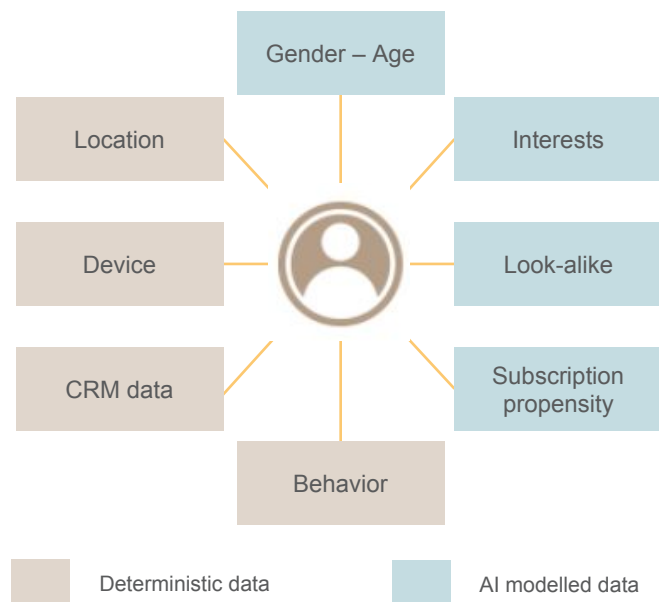 Gender – Age
Location
Interests
Device
Look-alike
CRM data
Subscription
propensity
Behavior
Deterministic data
AI modelled data